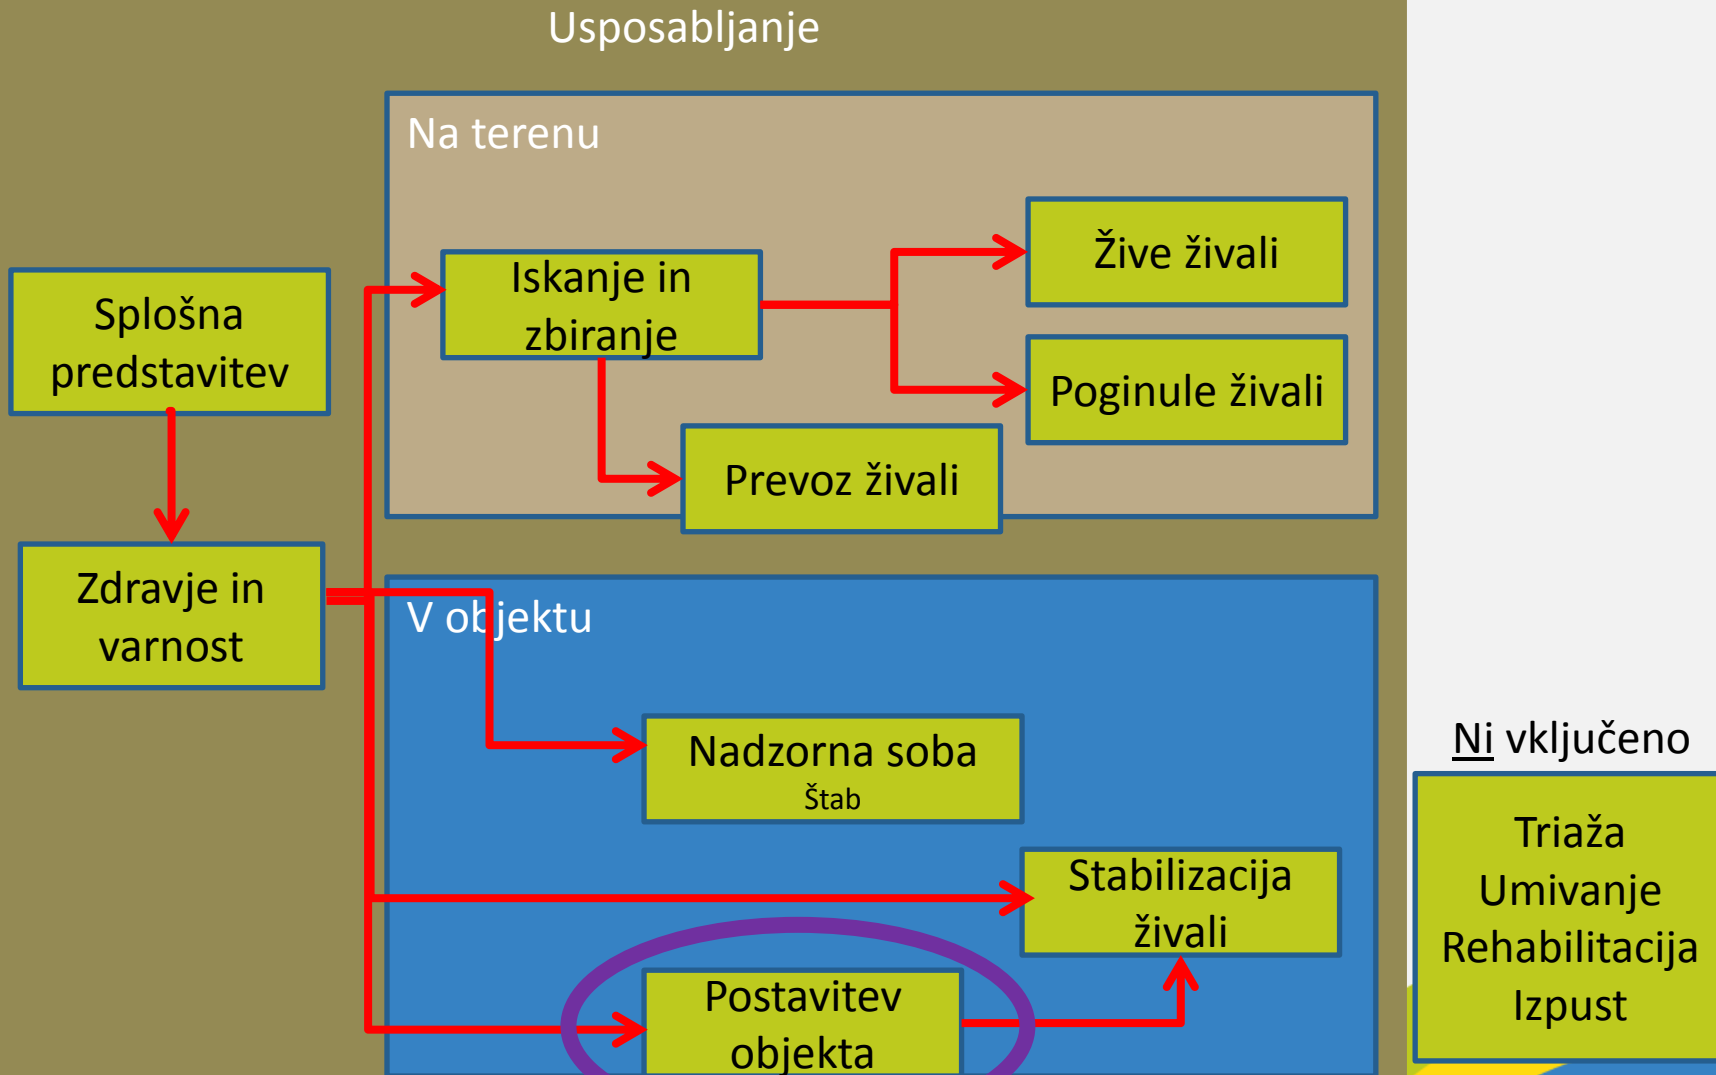 Usposabljanje
Na terenu
Žive živali
Iskanje in
zbiranje
Splošna
predstavitev
Poginule živali
Prevoz živali
Zdravje in
varnost
V objektu
Nadzorna soba
Štab
Ni vključeno
Stabilizacija
živali
Postavitev
objekta
Triaža
Umivanje
Rehabilitacija
Izpust